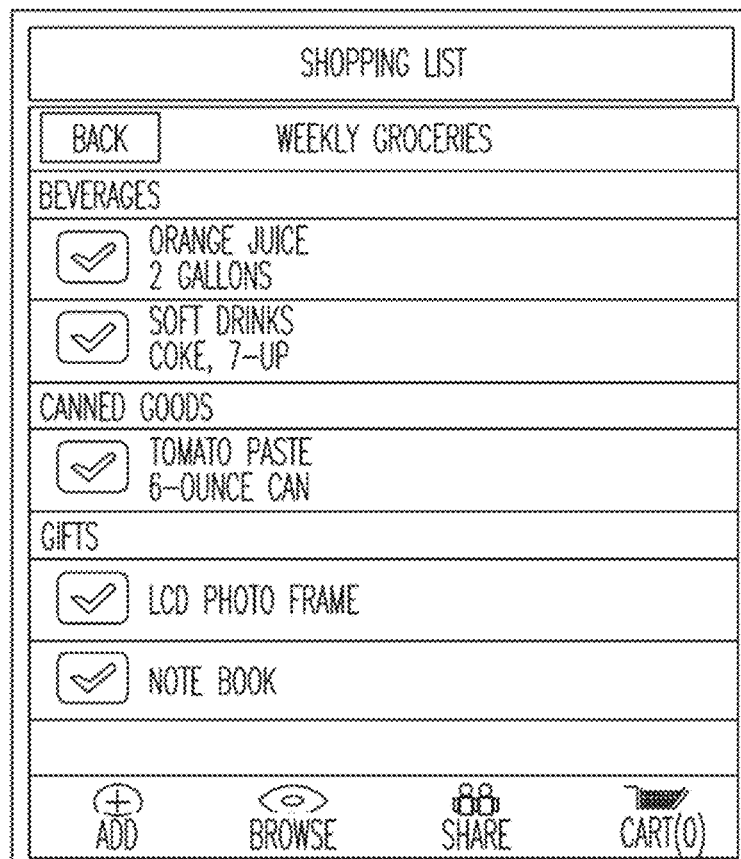 SHOPPING LIST
BACK WEEKLY GROCERIES
BEVERAGES
ORANGE JUICE
2 GALLONS
SOFT DRINKS
COKE, 7-UP
CANNED GOODS
TOMATO PASTE
6-OUNCE CAN
GIFTS
LCD PHOTO FRAME
NOTE BOOK
ADD BROWSE SHARE CART(0)